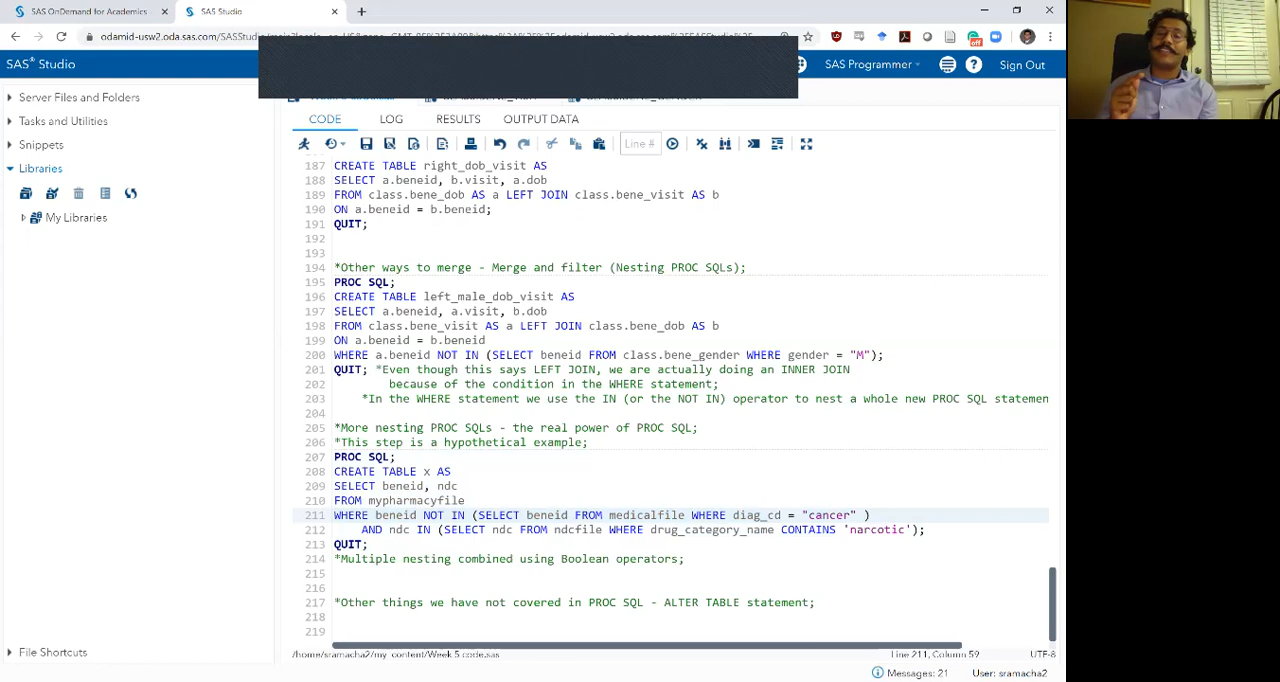 SAS OnDemand for Academics
SAS Studio
SAS® Studio
SAS Programmer
Sign Out
Server Files and Folders
Tasks and Utilities
Snippets
Libraries
My Libraries
File Shortcuts
CODE LOG RESULTS OUTPUT DATA
Line #
187 CREATE TABLE right_dob_visit AS
188 SELECT a.beneid, b.visit, a.dob
189 FROM class.bene_dob AS a LEFT JOIN class.bene_visit AS b
190 ON a.beneid = b.beneid;
191 QUIT;
192
193
194 *Other ways to merge - Merge and filter (Nesting PROC SQLs);
195 PROC SQL;
196 CREATE TABLE left_male_dob_visit AS
197 SELECT a.beneid, a.visit, b.dob
198 FROM class.bene_visit AS a LEFT JOIN class.bene_dob AS b
199 ON a.beneid = b.beneid
200 WHERE a.beneid NOT IN (SELECT beneid FROM class.bene_gender WHERE gender = "M");
201 QUIT; *Even though this says LEFT JOIN, we are actually doing an INNER JOIN
202 because of the condition in the WHERE statement;
203 *In the WHERE statement we use the IN (or the NOT IN) operator to nest a whole new PROC SQL statemen
204
205 *More nesting PROC SQLs - the real power of PROC SQL;
206 *This step is a hypothetical example;
207 PROC SQL;
208 CREATE TABLE x AS
209 SELECT beneid, ndc
210 FROM mypharmacyfile
211 WHERE beneid NOT IN (SELECT beneid FROM medicalfile WHERE diag_cd = "cancer" )
212 AND ndc IN (SELECT ndc FROM ndcfile WHERE drug_category_name CONTAINS 'narcotic');
213 QUIT;
214 *Multiple nesting combined using Boolean operators;
215
216
217 *Other things we have not covered in PROC SQL - ALTER TABLE statement;
218
219
/home/sramacha2/my_content/Week 5 code.sas
Line 211, Column 59
UTF-8
Messages: 21
User: sramacha2